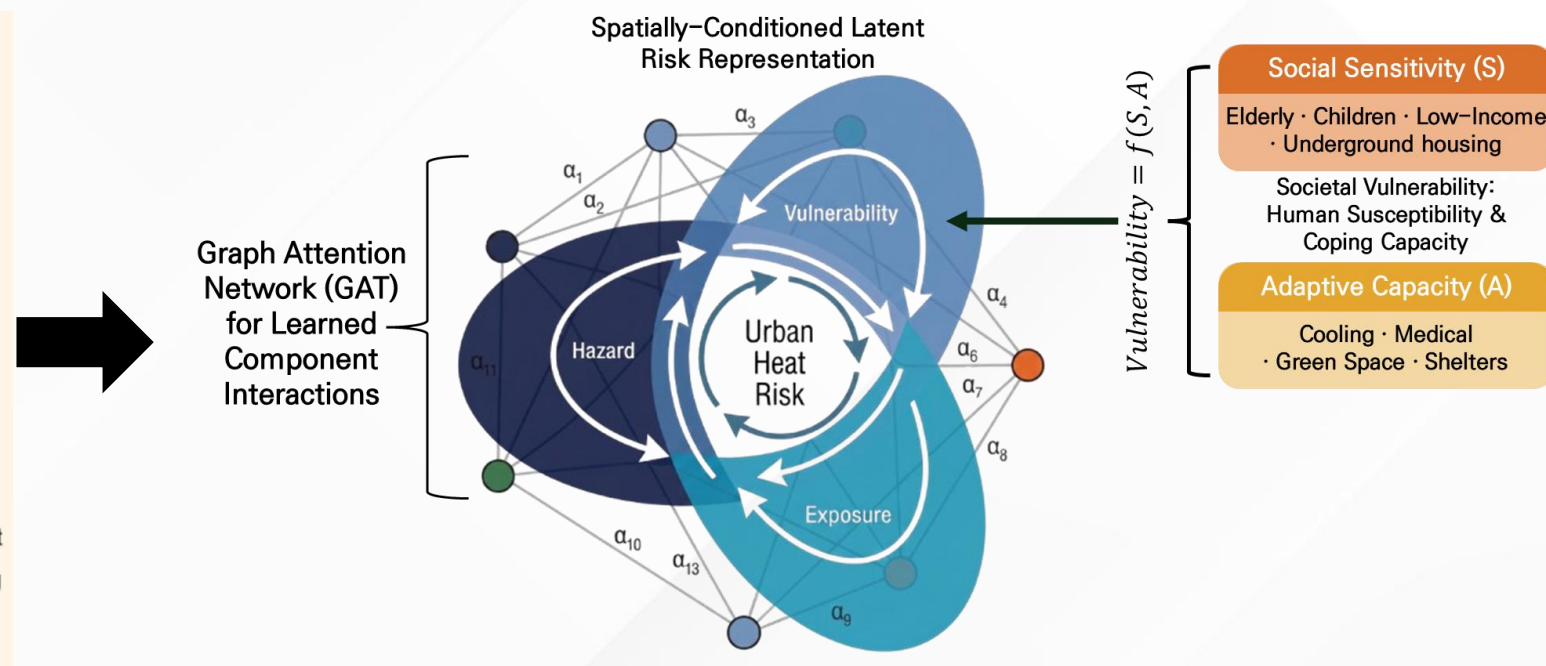 Spatially-Conditioned Latent
Risk Representation
Graph Attention
Network (GAT)
for Learned
Component
Interactions
α₁
α₂
α₃
α₄
α₆
α₇
α₈
α₉
α₁₀
α₁₁
α₁₃
Vulnerability
Hazard
Urban
Heat
Risk
Exposure
Vulnerability = f(S, A)
Social Sensitivity (S)
Elderly · Children · Low-Income
· Underground housing
Societal Vulnerability:
Human Susceptibility &
Coping Capacity
Adaptive Capacity (A)
Cooling · Medical
· Green Space · Shelters